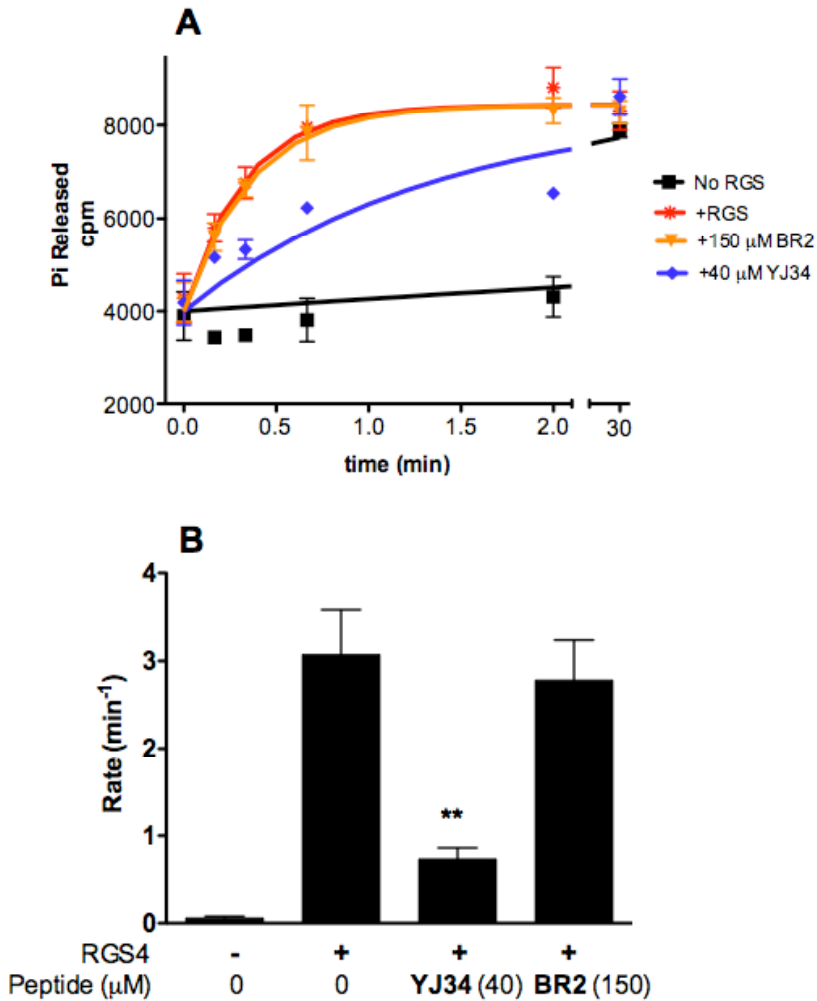 A
Pi Released
cpm
8000
6000
4000
2000
0.0 0.5 1.0 1.5 2.0 30
time (min)
No RGS
+RGS
+150 μM BR2
+40 μM YJ34
B
Rate (min-1)
4
3
2
1
0
**
RGS4 - + + +
Peptide (μM) 0 0 YJ34 (40) BR2 (150)